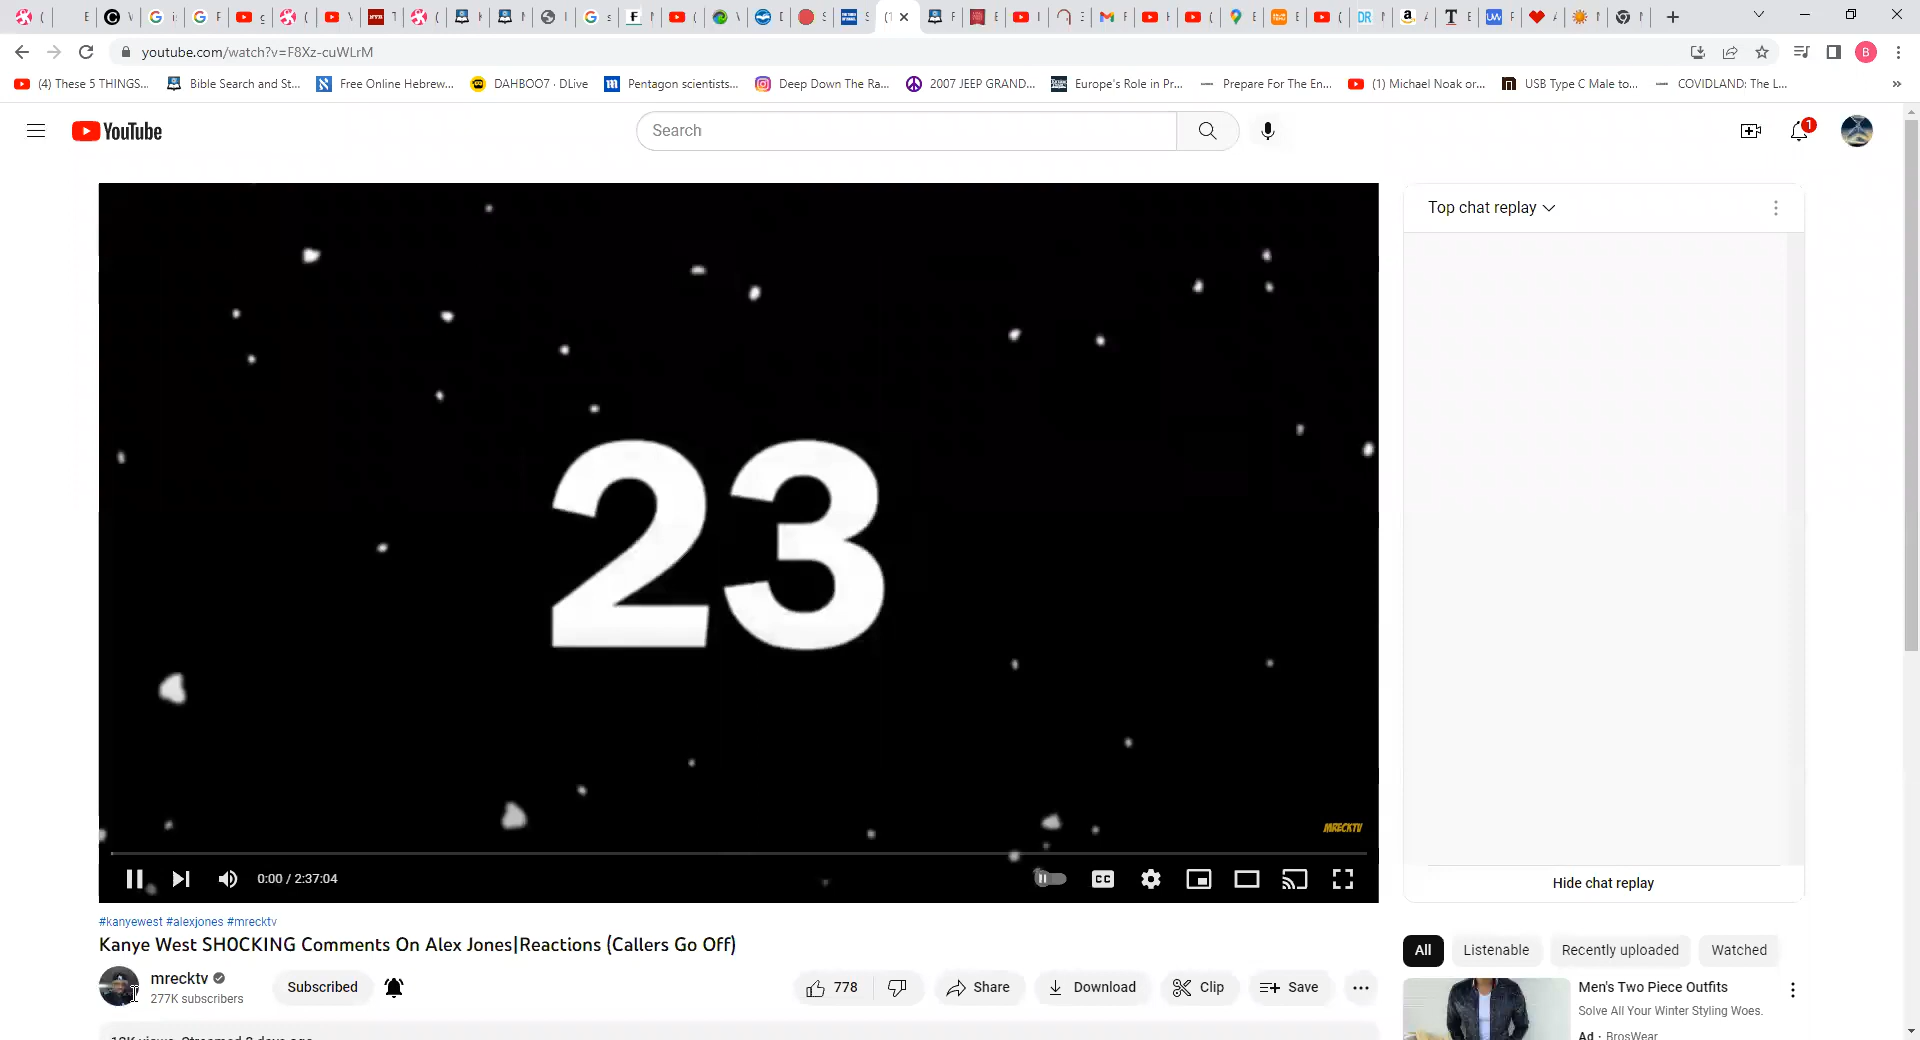 youtube.com/watch?v=F8Xz-cuWLrM
B
(4) These 5 THINGS...
Bible Search and St...
Free Online Hebrew...
DAHBOO7 · DLive
Pentagon scientists...
Deep Down The Ra...
2007 JEEP GRAND...
Europe's Role in Pr...
Prepare For The En...
(1) Michael Noak or...
USB Type C Male to...
COVIDLAND: The L...
YouTube
Search
1
Top chat replay
23
MRECKTV
0:00 / 2:37:04
CC
Hide chat replay
#kanyewest #alexjones #mrecktv
Kanye West SHOCKING Comments On Alex Jones|Reactions (Callers Go Off)
mrecktv
277K subscribers
Subscribed
778
Share
Download
Clip
Save
All
Listenable
Recently uploaded
Watched
Men's Two Piece Outfits
Solve All Your Winter Styling Woes.
Ad · BrosWear